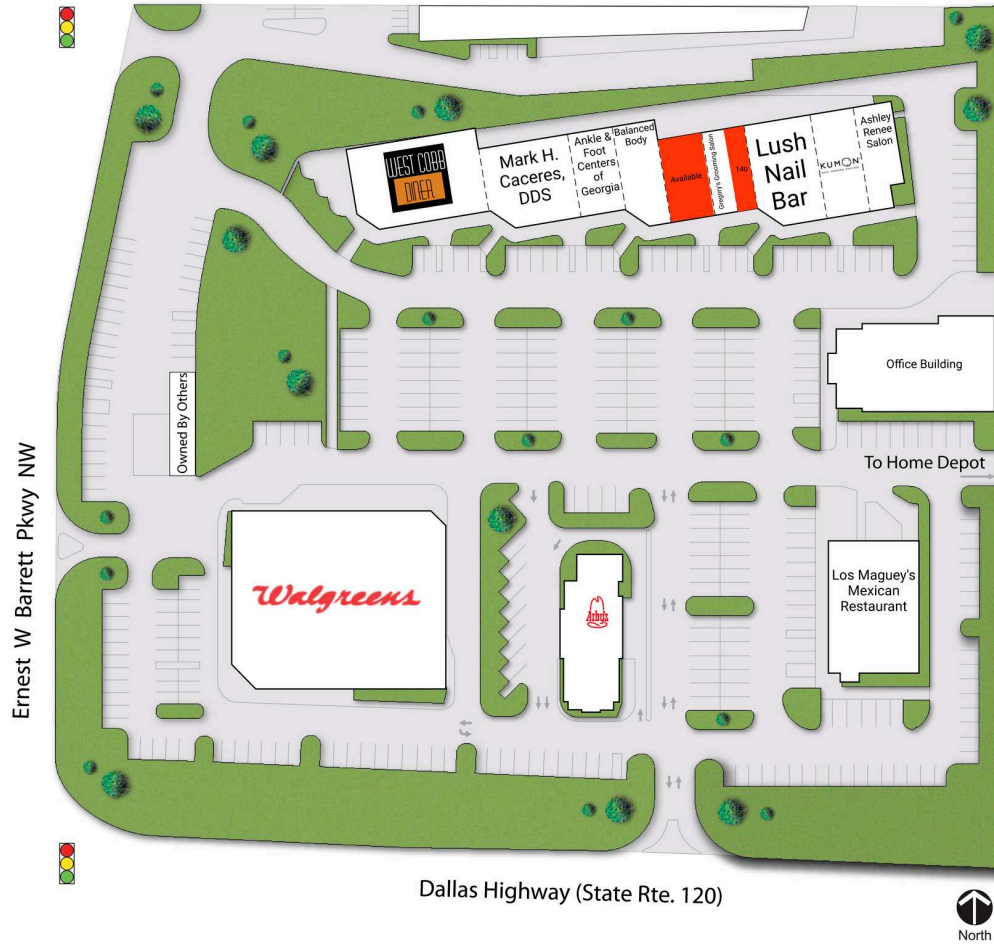 WEST COBB
DINER
Mark H.
Caceres,
DDS
Ankle &
Foot
Centers
of
Georgia
Balanced
Body
Available
Gregory's Grooming Salon
140
Lush
Nail
Bar
KUMON
Ashley
Renee
Salon
Office Building
Owned By Others
To Home Depot
Ernest W Barrett Pkwy NW
Walgreens
Arby's
Los Maguey's
Mexican
Restaurant
Dallas Highway (State Rte. 120)
North